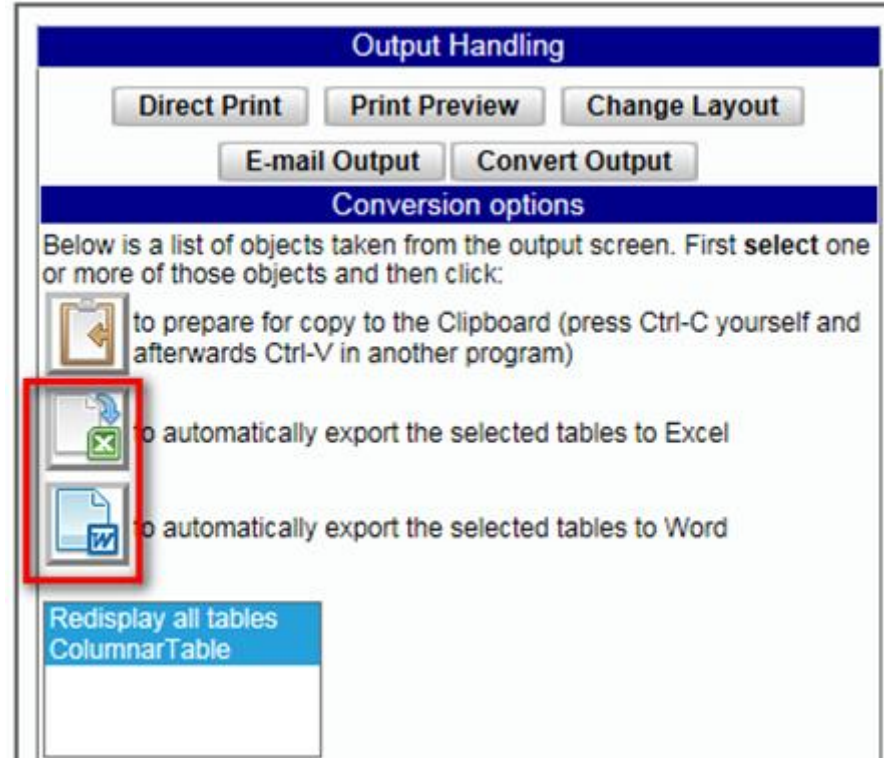 Output Handling
Direct Print Print Preview Change Layout
E-mail Output Convert Output
Conversion options
Below is a list of objects taken from the output screen. First select one
or more of those objects and then click:
to prepare for copy to the Clipboard (press Ctrl-C yourself and
afterwards Ctrl-V in another program)
to automatically export the selected tables to Excel
to automatically export the selected tables to Word
Redisplay all tables
ColumnarTable